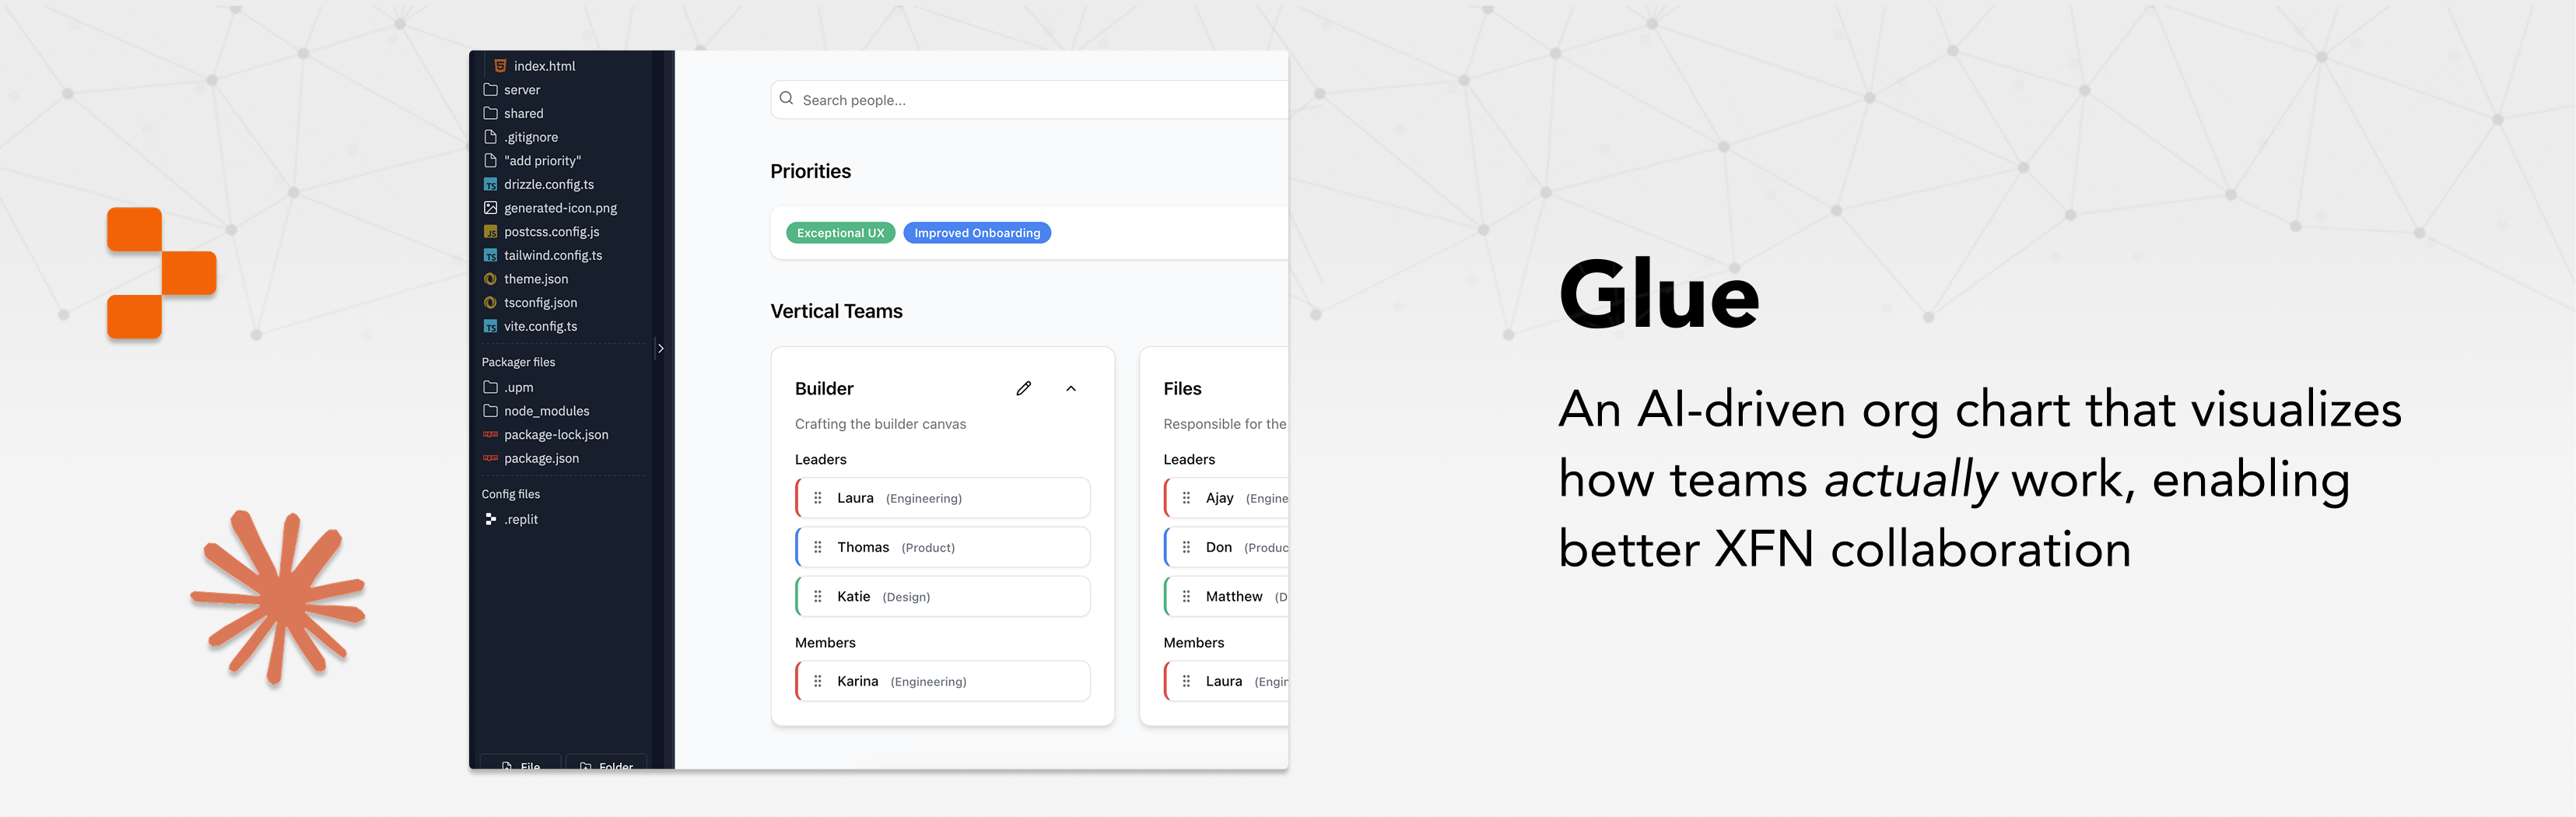 index.html
server
shared
.gitignore
"add priority"
drizzle.config.ts
generated-icon.png
postcss.config.js
tailwind.config.ts
theme.json
tsconfig.json
vite.config.ts
Packager files
.upm
node_modules
package-lock.json
package.json
Config files
.replit
File Folder
Search people...
Priorities
Exceptional UX Improved Onboarding
Vertical Teams
Builder
Crafting the builder canvas
Leaders
Laura (Engineering)
Thomas (Product)
Katie (Design)
Members
Karina (Engineering)
Files
Responsible for the
Leaders
Ajay (Engine
Don (Produc
Matthew (D
Members
Laura (Engin
Glue
An AI-driven org chart that visualizes
how teams actually work, enabling
better XFN collaboration